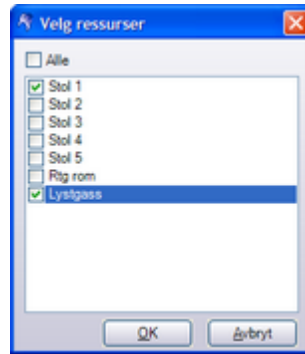 Velg ressurser
Alle
Stol 1
Stol 2
Stol 3
Stol 4
Stol 5
Rtg rom
Lystgass
OK
Avbryt